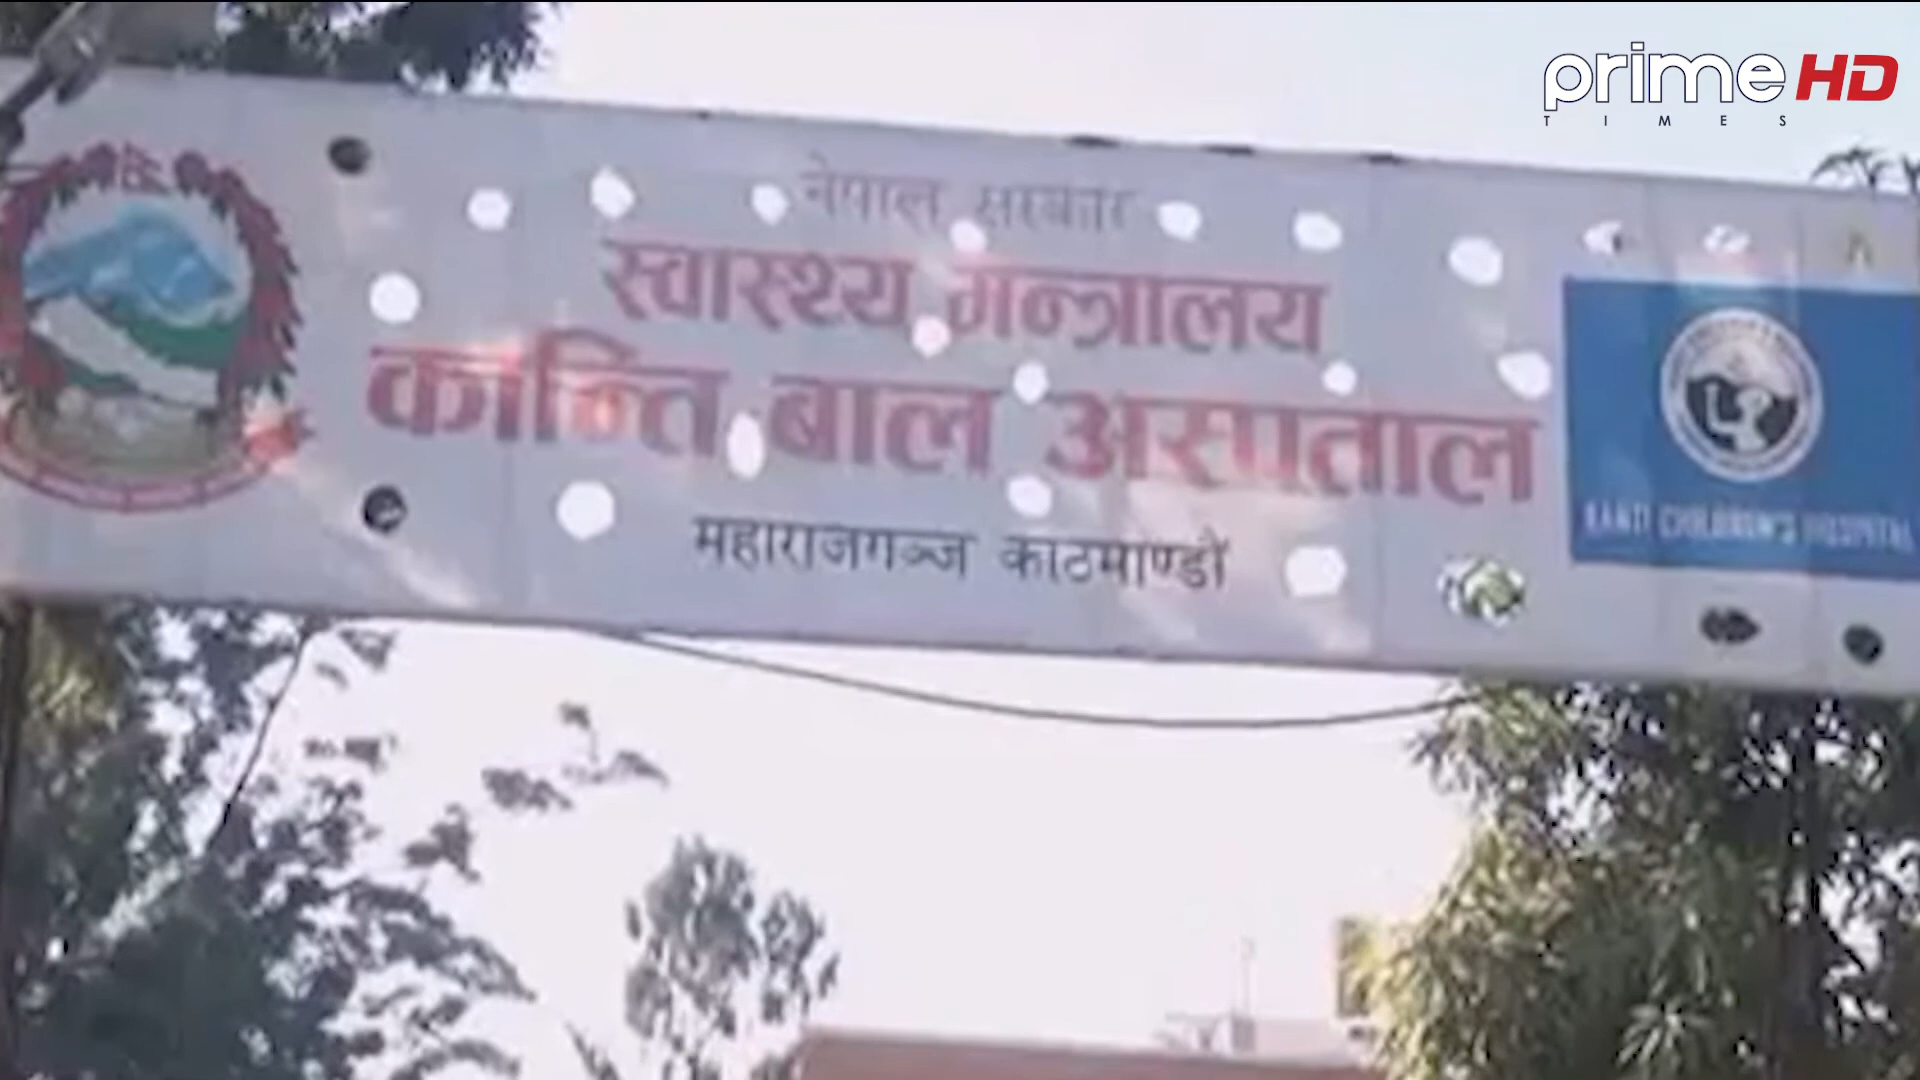 prime HD
TIMES
नेपाल सरकार
स्वास्थ्य मन्त्रालय
कान्ति बाल अस्पताल
महाराजगञ्ज काठमाण्डौं
KANTI CHILDREN'S HOSPITAL